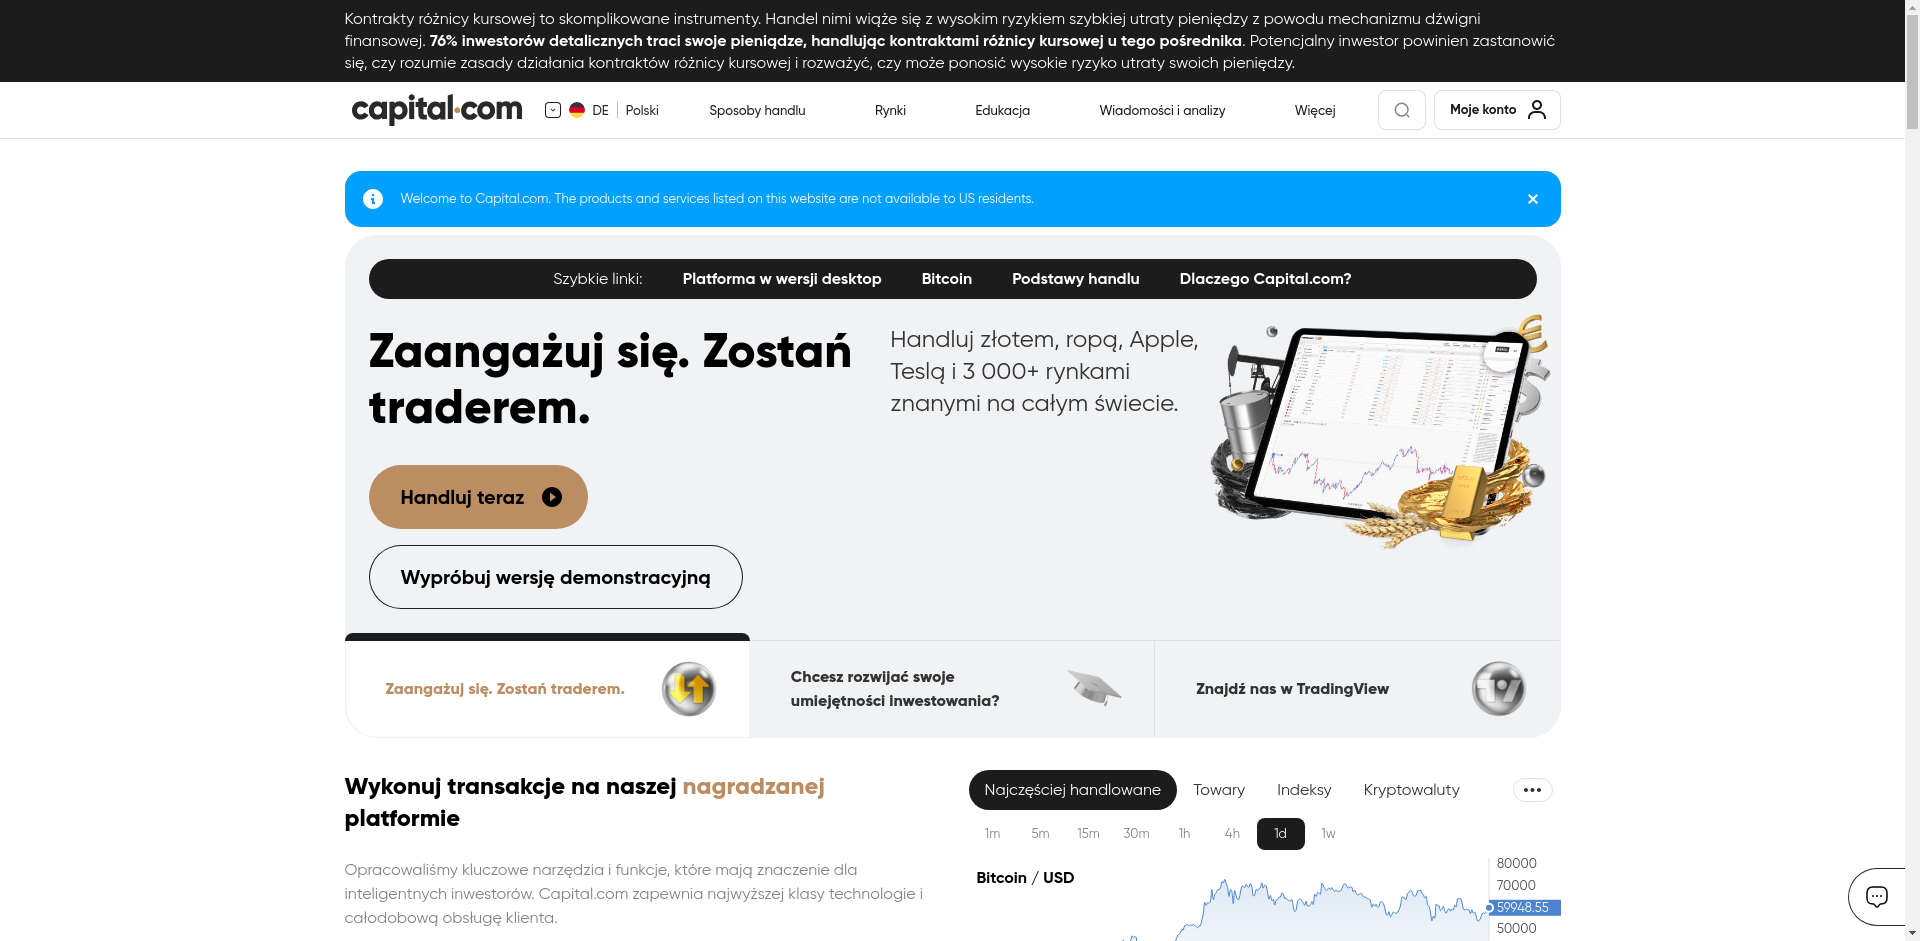 Kontrakty różnicy kursowej to skomplikowane instrumenty. Handel nimi wiąże się z wysokim ryzykiem szybkiej utraty pieniędzy z powodu mechanizmu dźwigni
finansowej. 76% inwestorów detalicznych traci swoje pieniądze, handlując kontraktami różnicy kursowej u tego pośrednika. Potencjalny inwestor powinien zastanowić
się, czy rozumie zasady działania kontraktów różnicy kursowej i rozważyć, czy może ponosić wysokie ryzyko utraty swoich pieniędzy.
capital.com
DE
Polski
Sposoby handlu
Rynki
Edukacja
Wiadomości i analizy
Więcej
Moje konto
Welcome to Capital.com. The products and services listed on this website are not available to US residents.
Szybkie linki:
Platforma w wersji desktop
Bitcoin
Podstawy handlu
Dlaczego Capital.com?
Zaangażuj się. Zostań
traderem.
Handluj złotem, ropą, Apple,
Teslą i 3 000+ rynkami
znanymi na całym świecie.
Handluj teraz
Wypróbuj wersję demonstracyjną
Zaangażuj się. Zostań traderem.
Chcesz rozwijać swoje
umiejętności inwestowania?
Znajdź nas w TradingView
Wykonuj transakcje na naszej nagradzanej
platformie
Opracowaliśmy kluczowe narzędzia i funkcje, które mają znaczenie dla
inteligentnych inwestorów. Capital.com zapewnia najwyższej klasy technologie i
całodobową obsługę klienta.
Najczęściej handlowane
Towary
Indeksy
Kryptowaluty
1m
5m
15m
30m
1h
4h
1d
1w
Bitcoin / USD
80000
70000
59948.55
50000